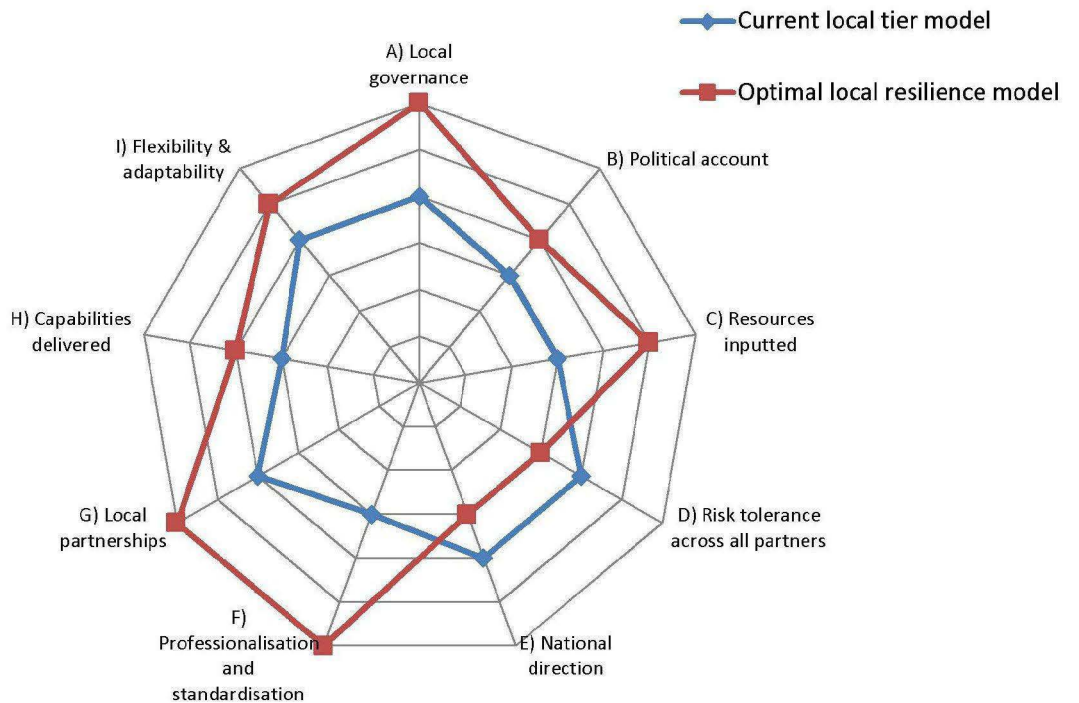 Current local tier model
Optimal local resilience model
A) Local
governance
B) Political account
C) Resources
inputted
D) Risk tolerance
across all partners
E) National
direction
F)
Professionalisation
and
standardisation
G) Local
partnerships
H) Capabilities
delivered
I) Flexibility &
adaptability